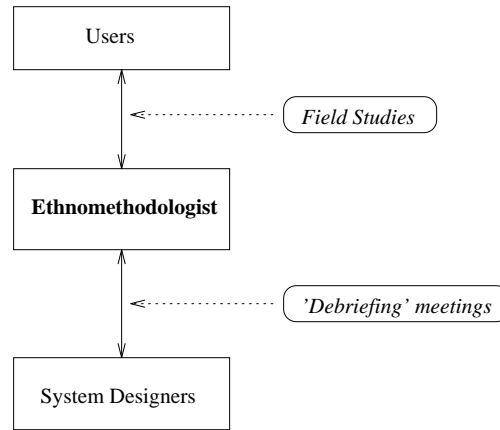 Users
Field Studies
Ethnomethodologist
’Debriefing’ meetings
System Designers